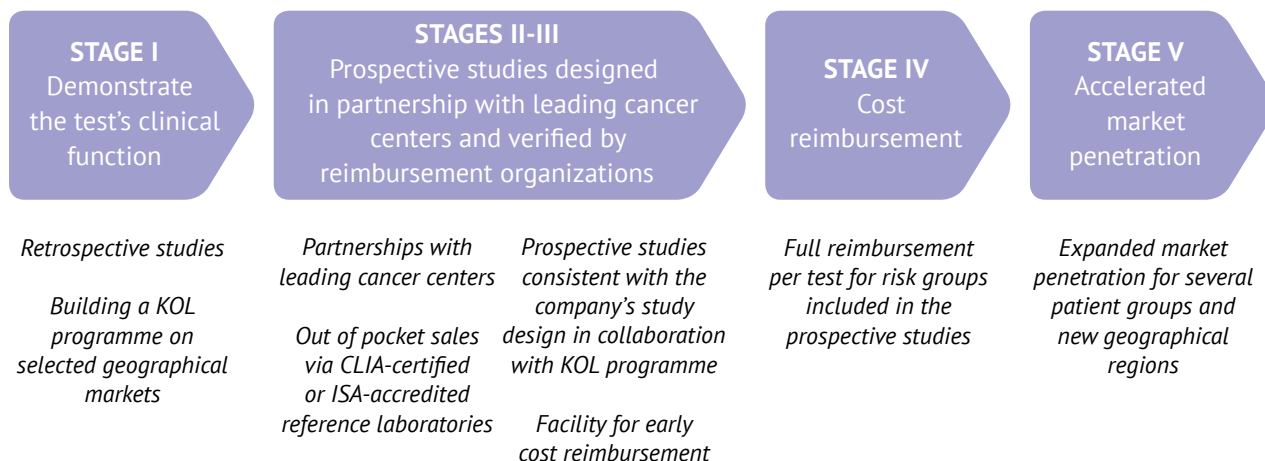 STAGE I
Demonstrate
the test's clinical
function
STAGES II-III
Prospective studies designed
in partnership with leading cancer
centers and verified by
reimbursement organizations
STAGE IV
Cost
reimbursement
STAGE V
Accelerated
market
penetration
Retrospective studies
Building a KOL
programme on
selected geographical
markets
Partnerships with
leading cancer centers
Out of pocket sales
via CLIA-certified
or ISA-accredited
reference laboratories
Prospective studies
consistent with the
company's study
design in collaboration
with KOL programme
Facility for early
cost reimbursement
Full reimbursement
per test for risk groups
included in the
prospective studies
Expanded market
penetration for several
patient groups and
new geographical
regions